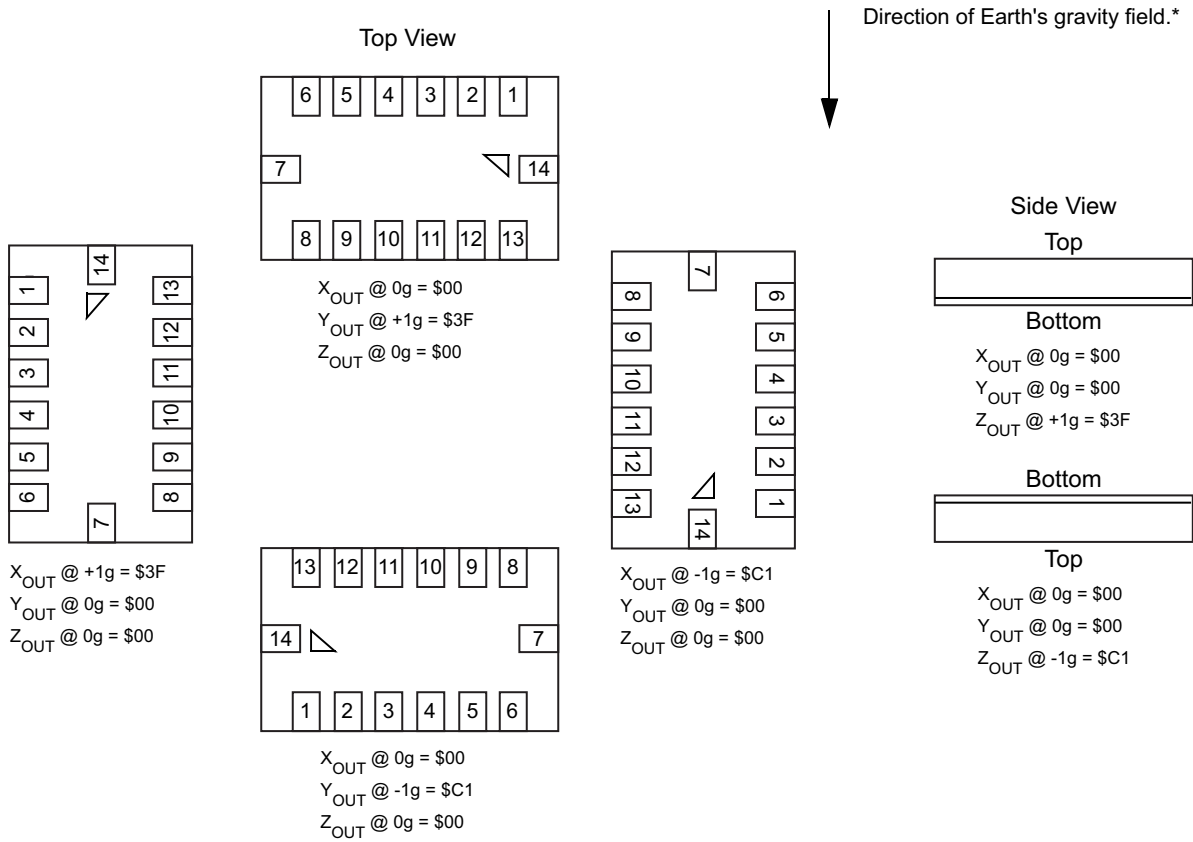 Direction of Earth's gravity field.*
Top View
6 5 4 3 2 1
7 14
8 9 10 11 12 13
X_OUT @ 0g = $00
Y_OUT @ +1g = $3F
Z_OUT @ 0g = $00
14
1 13
2 12
3 11
4 10
5 9
6 8
7
X_OUT @ +1g = $3F
Y_OUT @ 0g = $00
Z_OUT @ 0g = $00
13 12 11 10 9 8
14 7
1 2 3 4 5 6
X_OUT @ 0g = $00
Y_OUT @ -1g = $C1
Z_OUT @ 0g = $00
7
8 6
9 5
10 4
11 3
12 2
13 1
14
X_OUT @ -1g = $C1
Y_OUT @ 0g = $00
Z_OUT @ 0g = $00
Side View
Top
Bottom
X_OUT @ 0g = $00
Y_OUT @ 0g = $00
Z_OUT @ +1g = $3F
Bottom
Top
X_OUT @ 0g = $00
Y_OUT @ 0g = $00
Z_OUT @ -1g = $C1